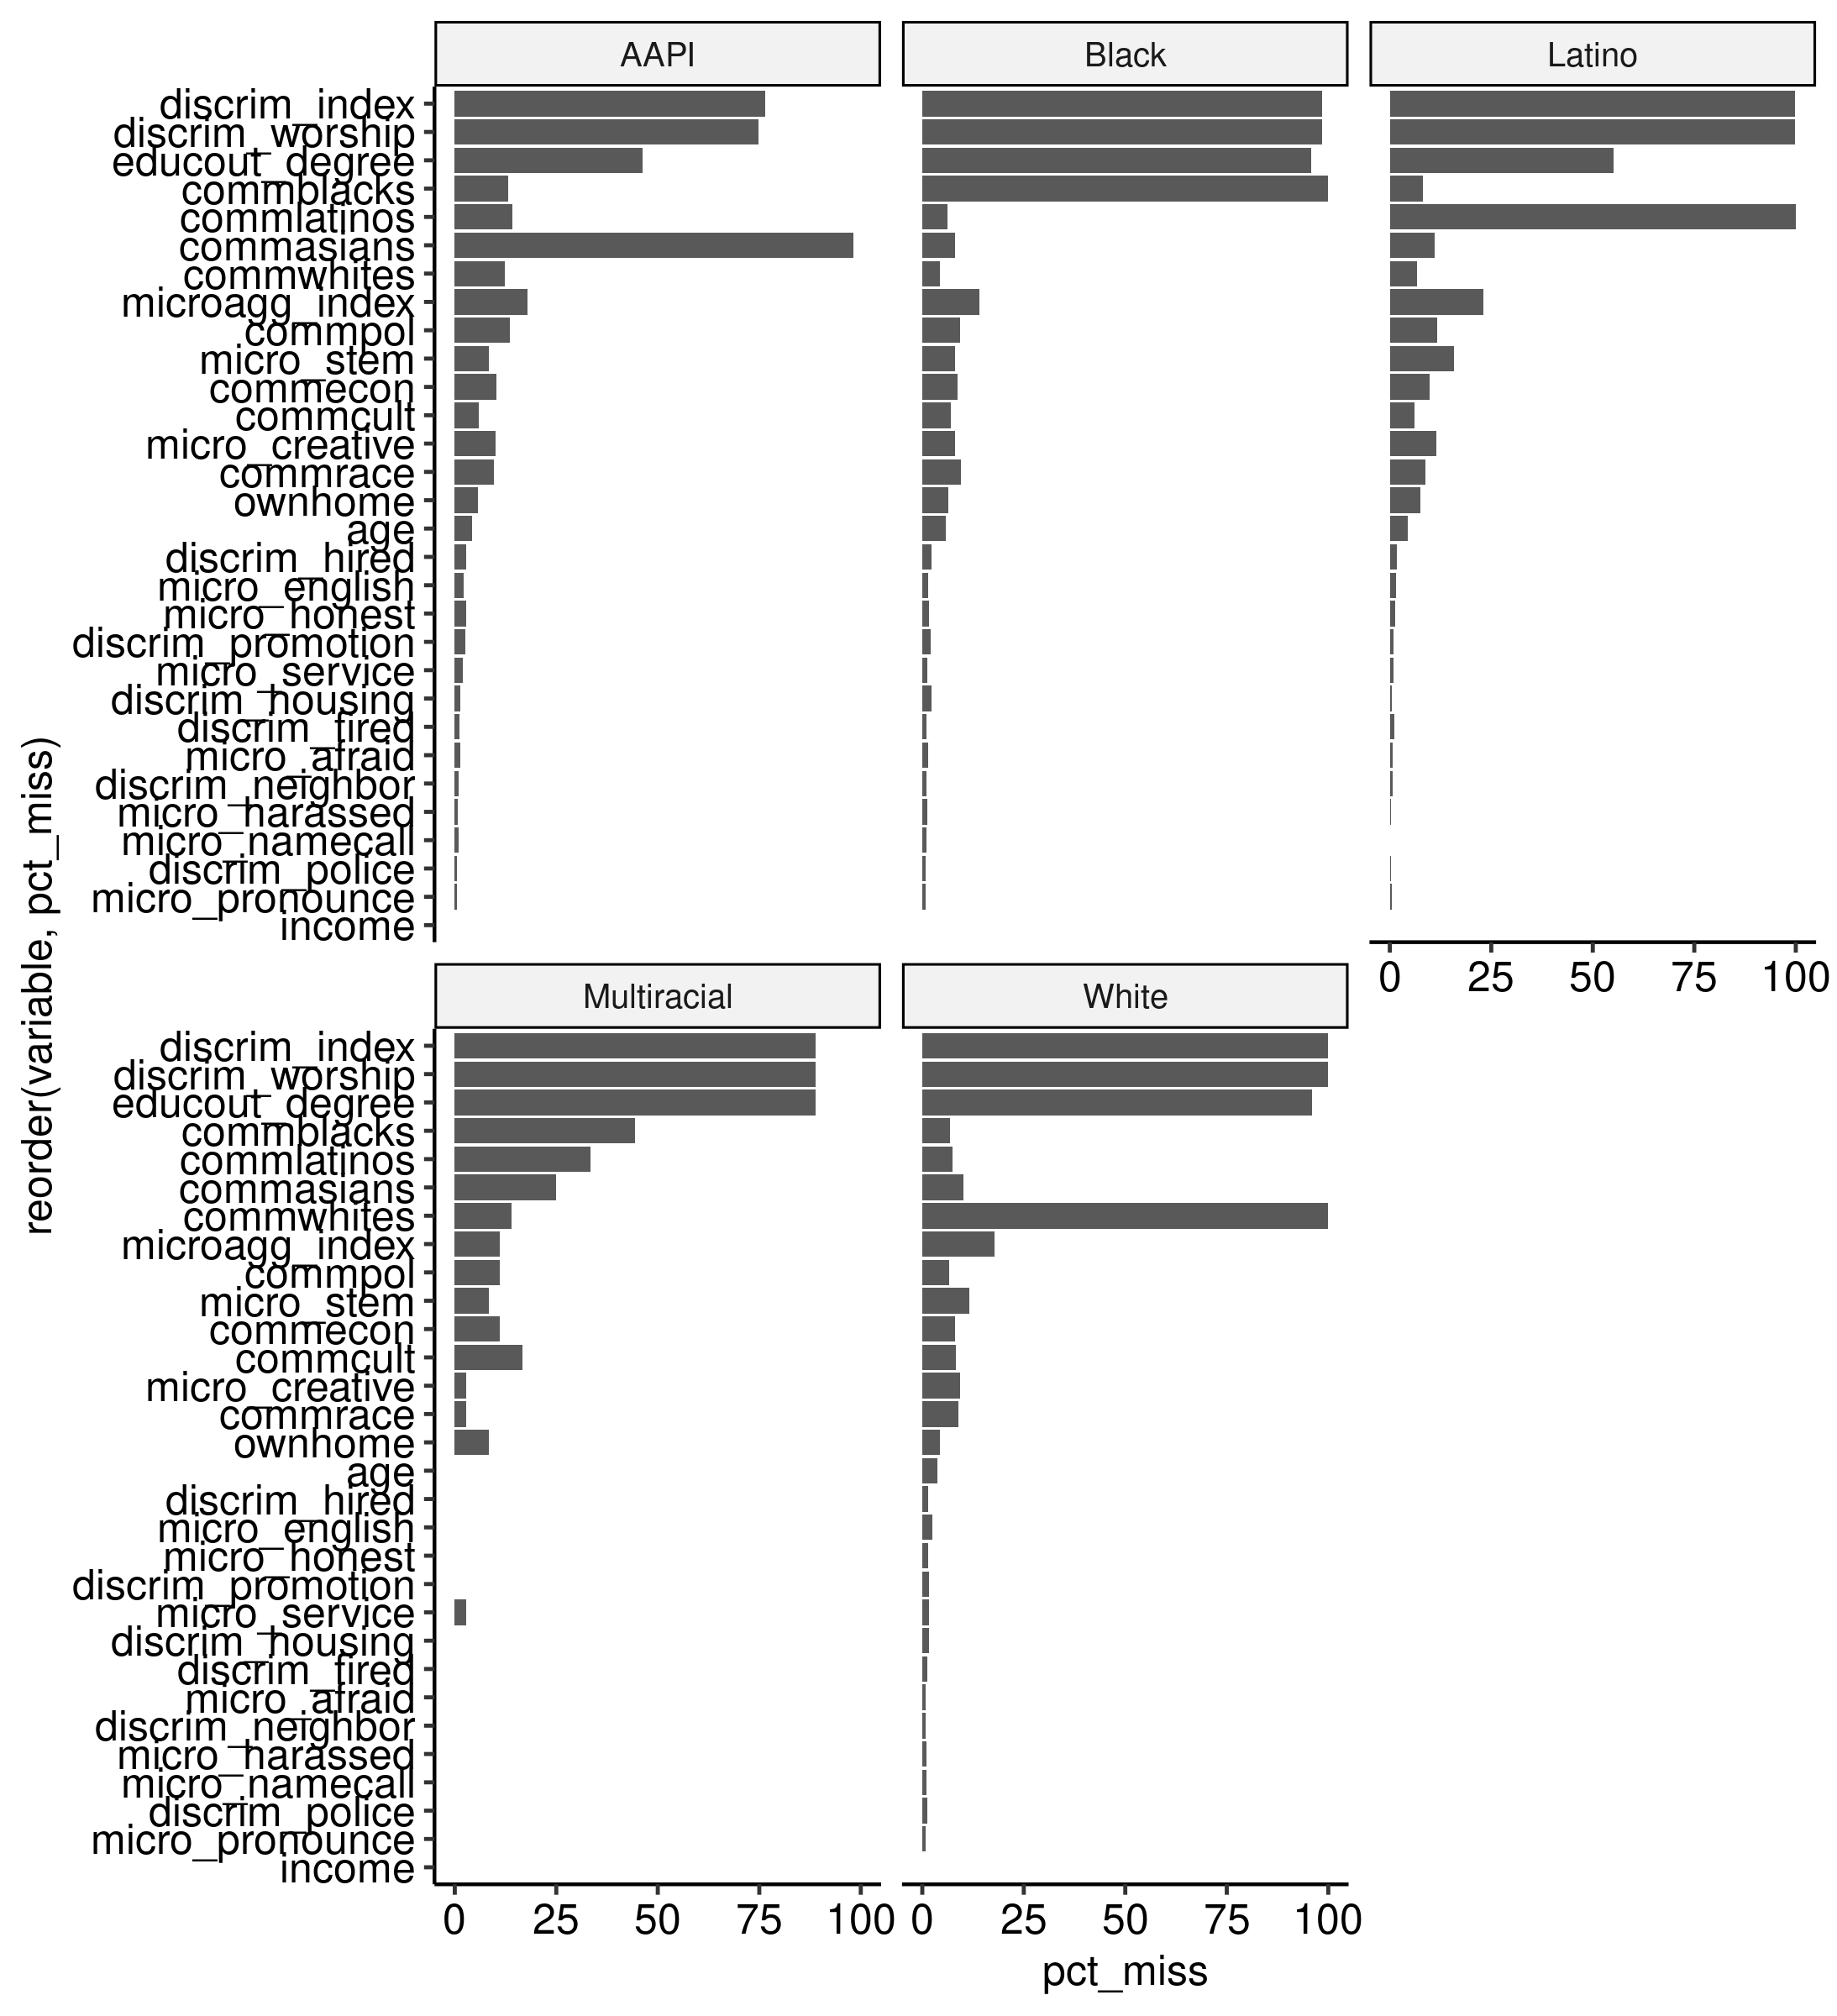 AAPI
Black
Latino
discrim_index
discrim_worship
educout_degree
commblacks
commlatinos
commasians
commwhites
microagg_index
commpol
micro_stem
commecon
commcult
micro_creative
commrace
ownhome
age
discrim_hired
micro_english
micro_honest
discrim_promotion
micro_service
discrim_housing
discrim_fired
micro_afraid
discrim_neighbor
micro_harassed
micro_namecall
discrim_police
micro_pronounce
income
0 25 50 75 100
reorder(variable, pct_miss)
Multiracial
White
discrim_index
discrim_worship
educout_degree
commblacks
commlatinos
commasians
commwhites
microagg_index
commpol
micro_stem
commecon
commcult
micro_creative
commrace
ownhome
age
discrim_hired
micro_english
micro_honest
discrim_promotion
micro_service
discrim_housing
discrim_fired
micro_afraid
discrim_neighbor
micro_harassed
micro_namecall
discrim_police
micro_pronounce
income
0 25 50 75 100
0 25 50 75 100
pct_miss